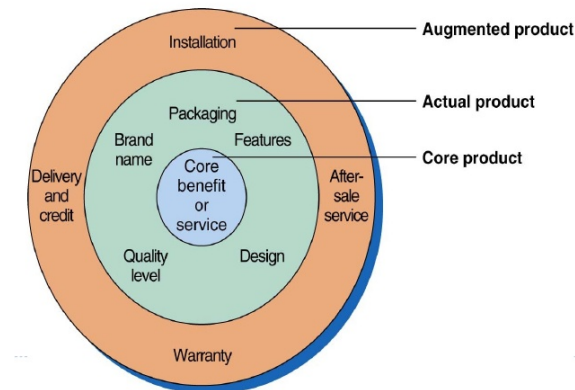 Installation
Augmented product
Packaging
Actual product
Brand
name
Features
Core product
Core
benefit
or
service
Delivery
and
credit
After-
sale
service
Quality
level
Design
Warranty